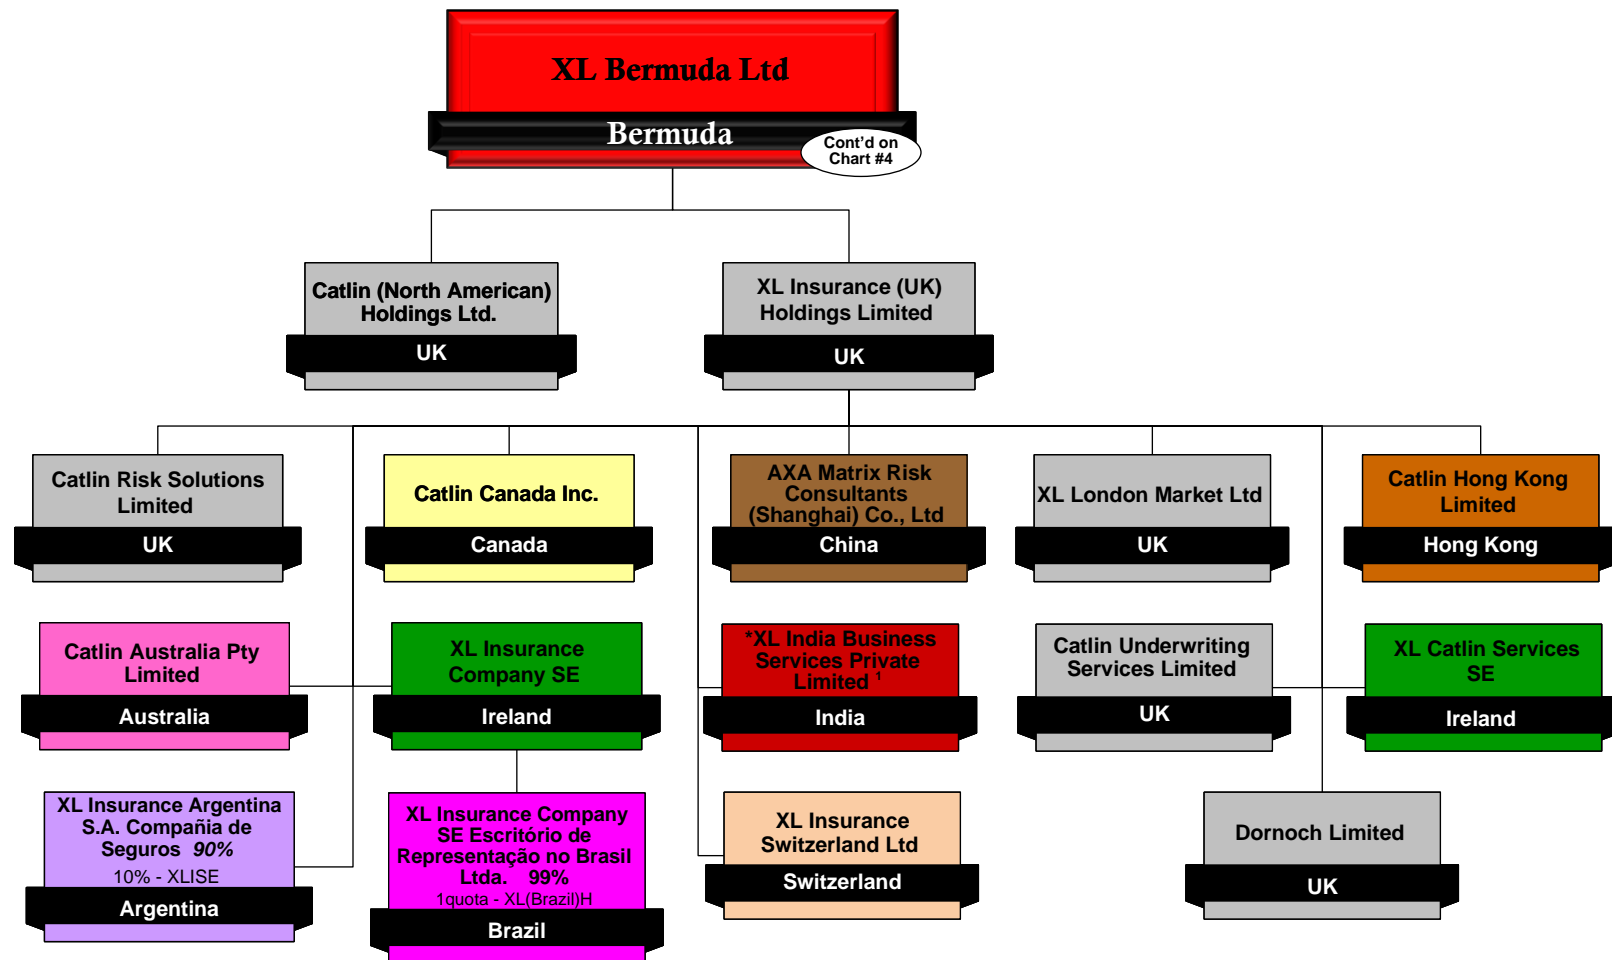 XL Bermuda Ltd
Bermuda
Cont'd on
Chart #4
Catlin (North American)
Holdings Ltd.
UK
XL Insurance (UK)
Holdings Limited
UK
Catlin Risk Solutions
Limited
UK
Catlin Canada Inc.
Canada
AXA Matrix Risk
Consultants
(Shanghai) Co., Ltd
China
XL London Market Ltd
UK
Catlin Hong Kong
Limited
Hong Kong
Catlin Australia Pty
Limited
Australia
XL Insurance
Company SE
Ireland
*XL India Business
Services Private
Limited ¹
India
Catlin Underwriting
Services Limited
UK
XL Catlin Services
SE
Ireland
XL Insurance Argentina
S.A. Compañia de
Seguros 90%
10% - XLISE
Argentina
XL Insurance Company
SE Escritório de
Representação no Brasil
Ltda. 99%
1quota - XL(Brazil)H
Brazil
XL Insurance
Switzerland Ltd
Switzerland
Dornoch Limited
UK